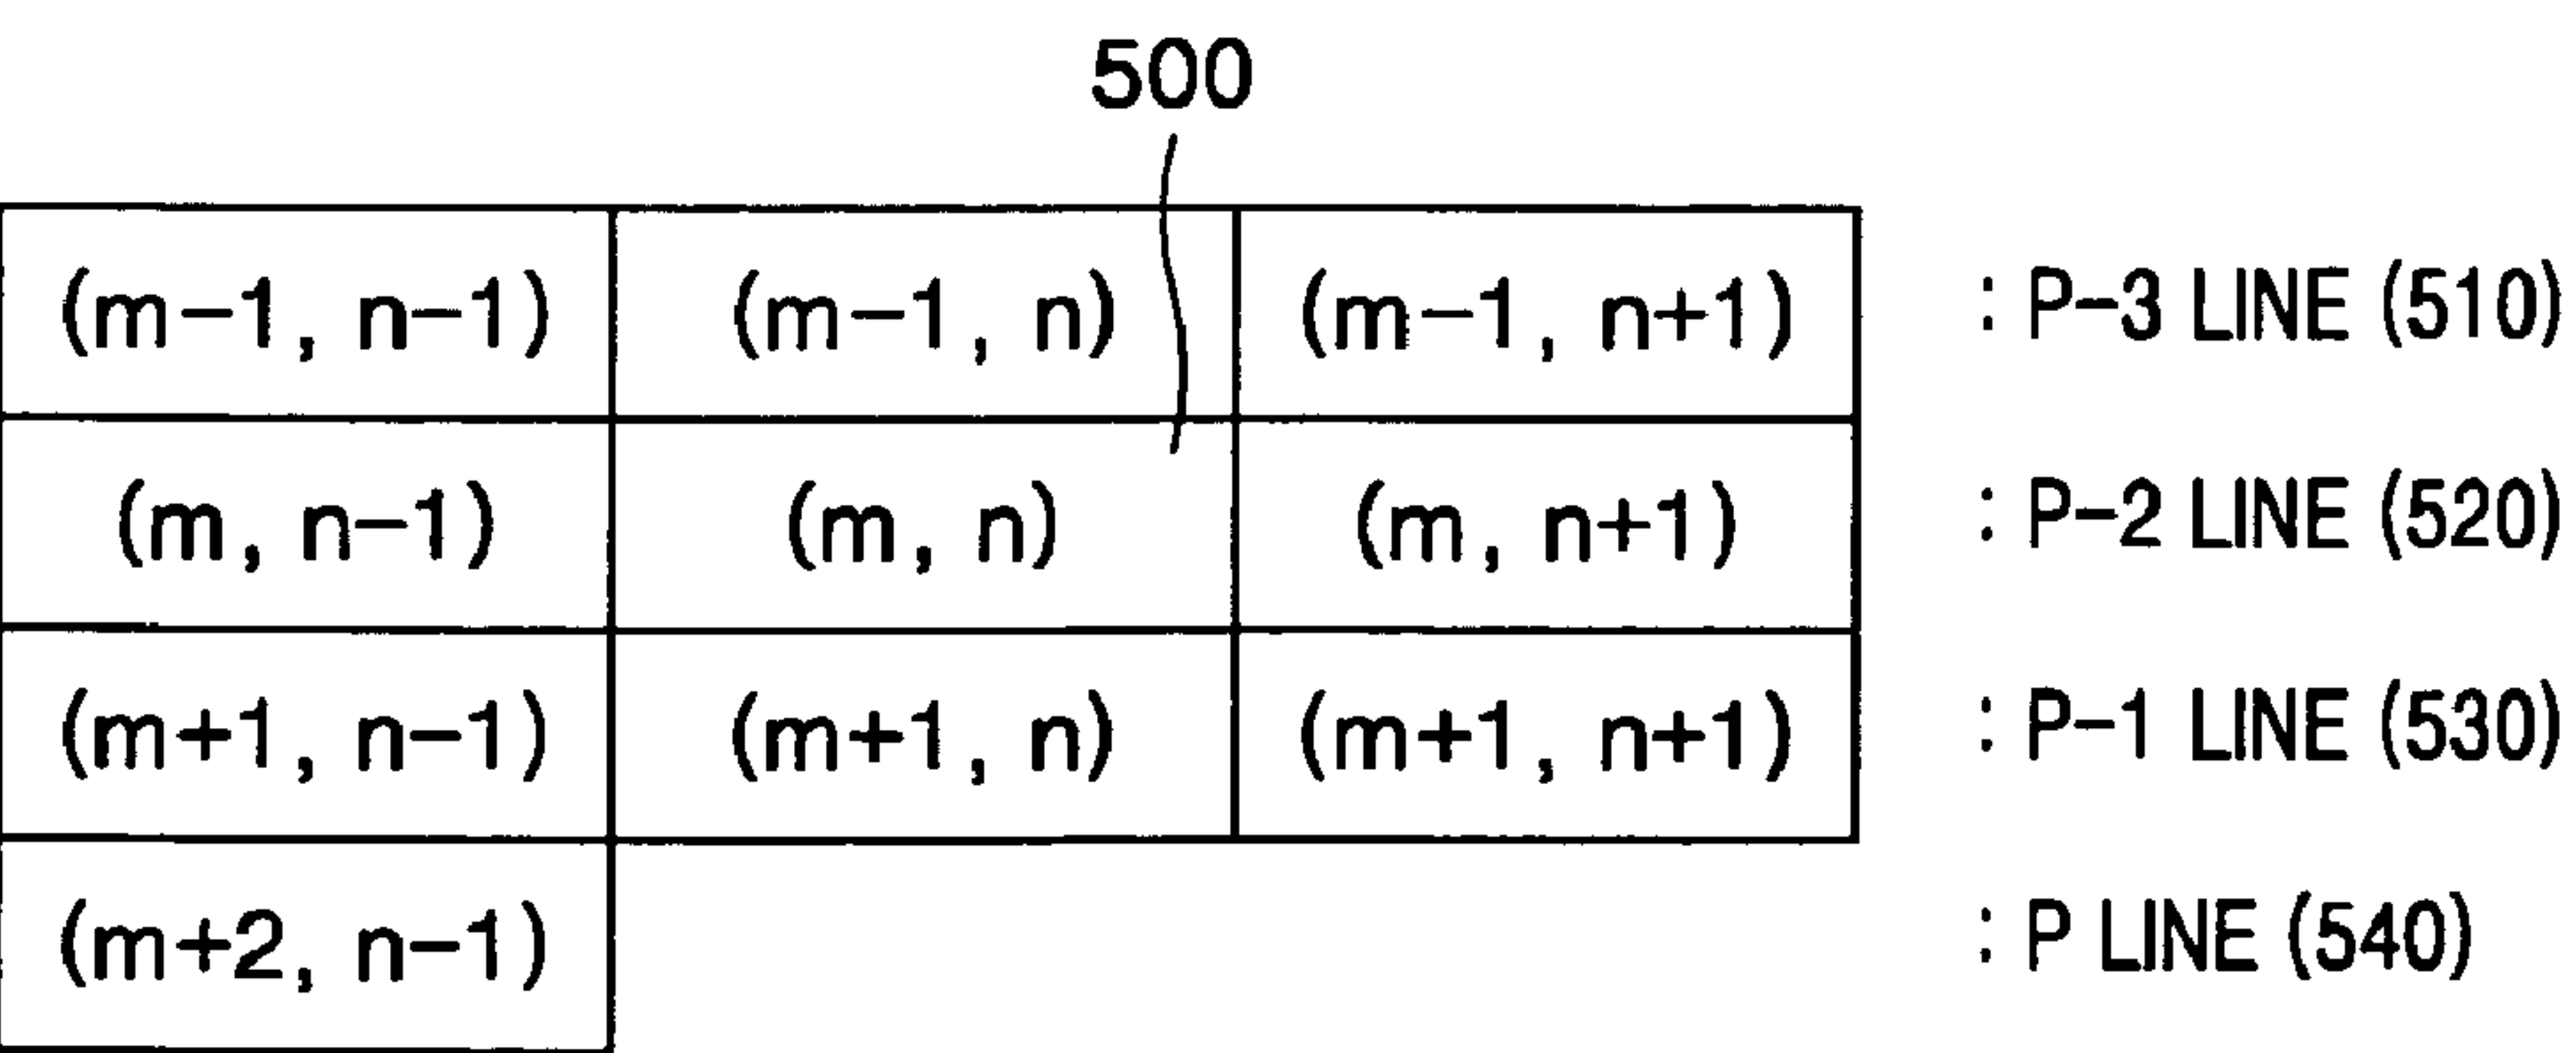 500
(m-1, n-1) (m-1, n) (m-1, n+1) : P-3 LINE (510)
(m, n-1) (m, n) (m, n+1) : P-2 LINE (520)
(m+1, n-1) (m+1, n) (m+1, n+1) : P-1 LINE (530)
(m+2, n-1) : P LINE (540)